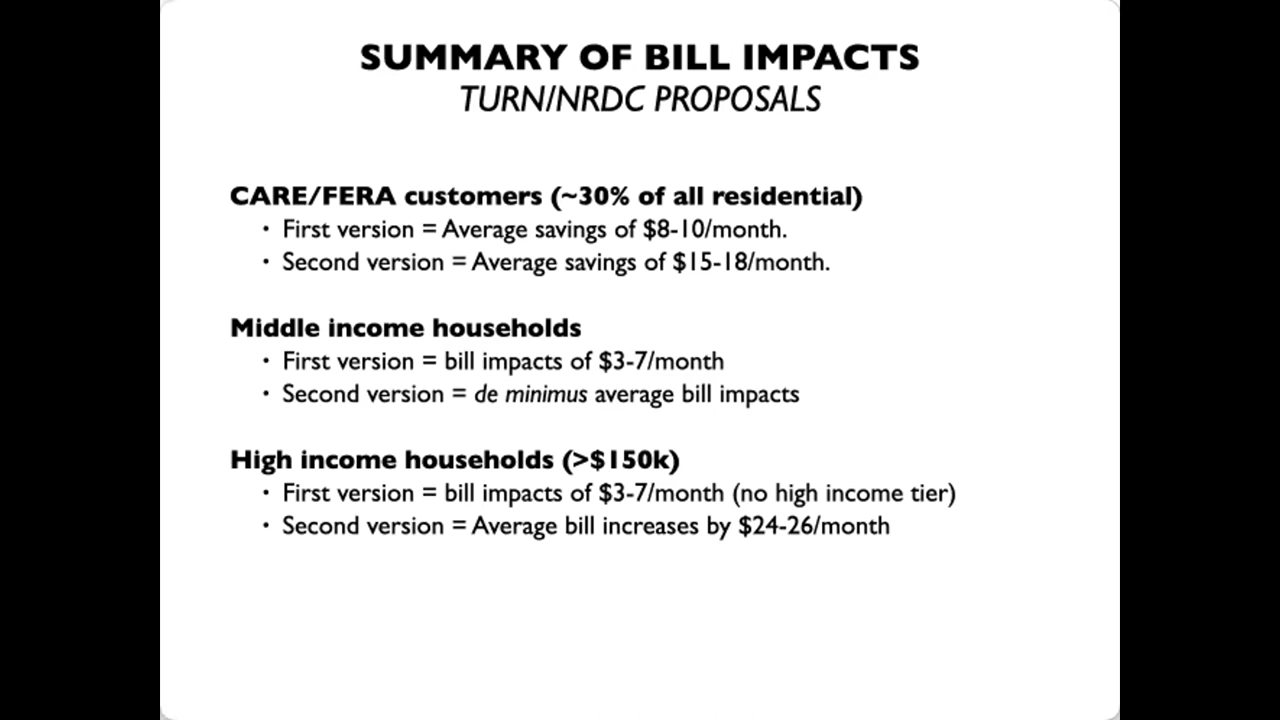 SUMMARY OF BILL IMPACTS
TURN/NRDC PROPOSALS
CARE/FERA customers (~30% of all residential)
• First version = Average savings of $8-10/month.
• Second version = Average savings of $15-18/month.
Middle income households
• First version = bill impacts of $3-7/month
• Second version = de minimus average bill impacts
High income households (>$150k)
• First version = bill impacts of $3-7/month (no high income tier)
• Second version = Average bill increases by $24-26/month